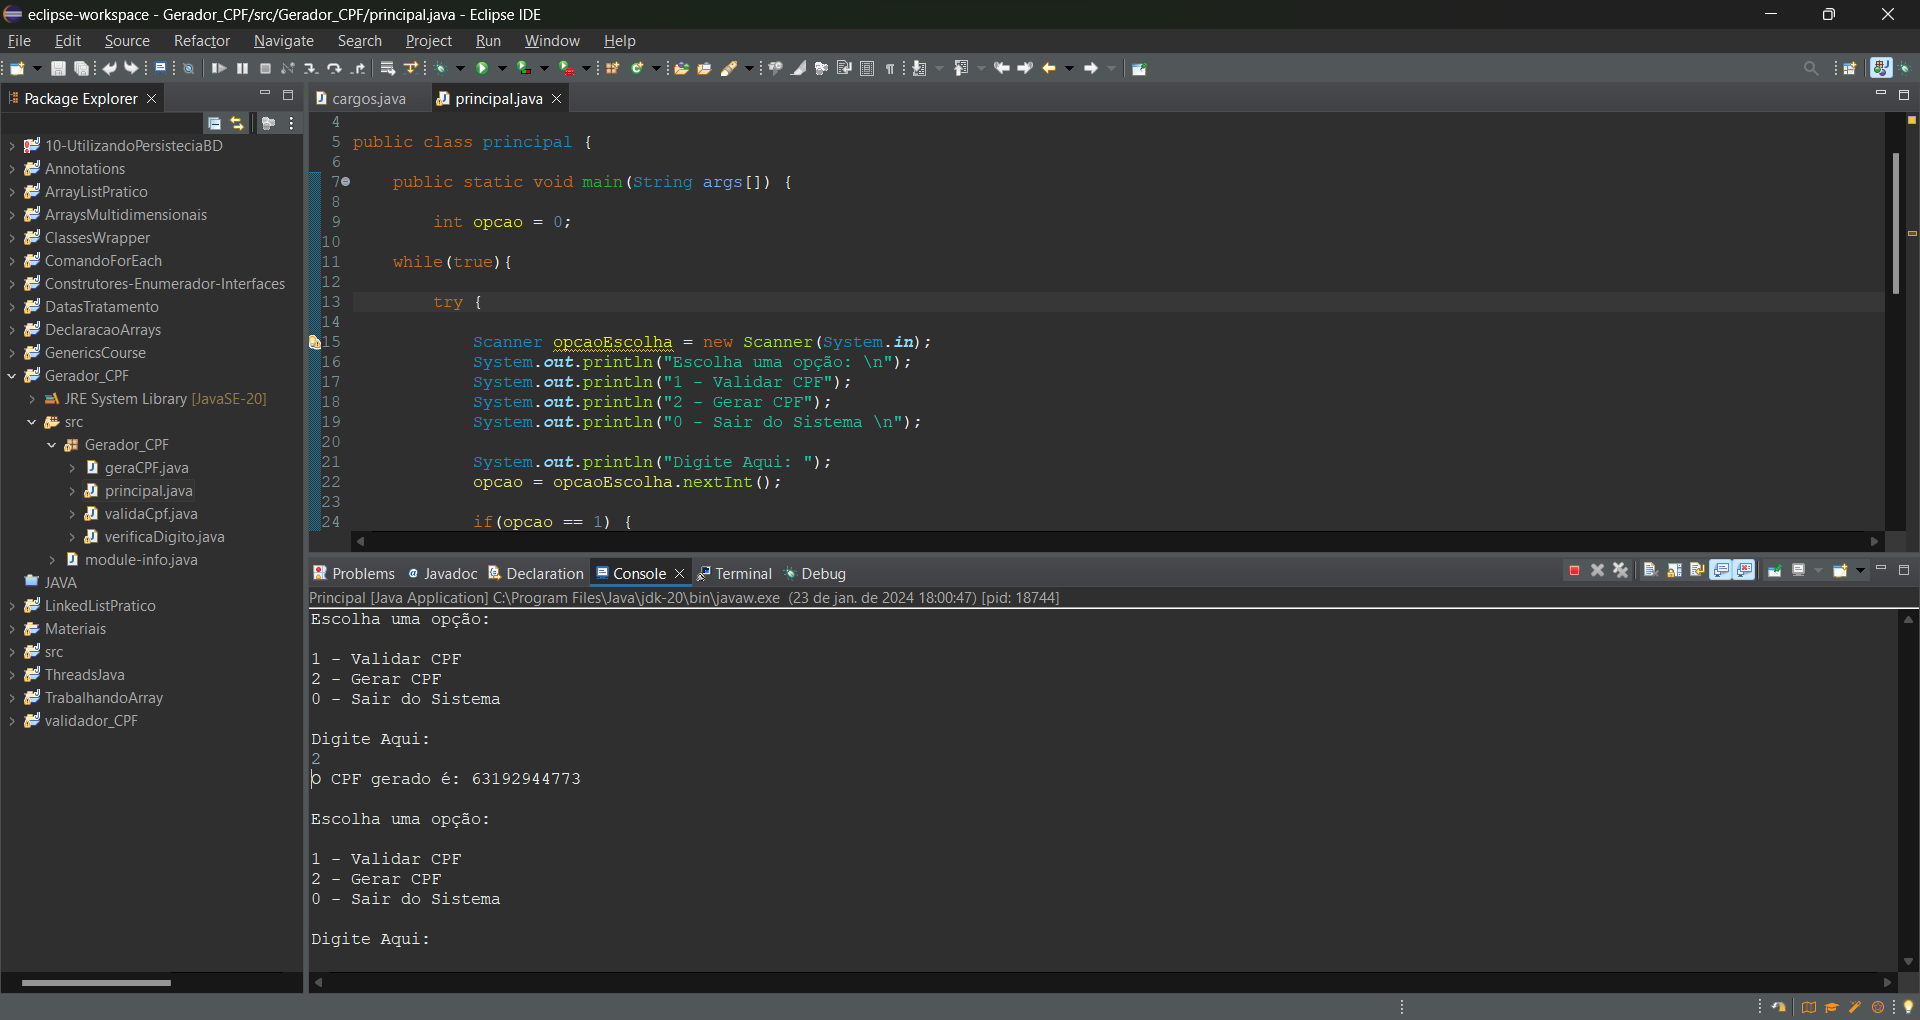 eclipse-workspace - Gerador_CPF/src/Gerador_CPF/principal.java - Eclipse IDE
File Edit Source Refactor Navigate Search Project Run Window Help
Package Explorer
cargos.java principal.java
10-UtilizandoPersisteciaBD
Annotations
ArrayListPratico
ArraysMultidimensionais
ClassesWrapper
ComandoForEach
Construtores-Enumerador-Interfaces
DatasTratamento
DeclaracaoArrays
GenericsCourse
Gerador_CPF
JRE System Library [JavaSE-20]
src
Gerador_CPF
geraCPF.java
principal.java
validaCpf.java
verificaDigito.java
module-info.java
JAVA
LinkedListPratico
Materiais
src
ThreadsJava
TrabalhandoArray
validador_CPF
4
5 public class principal {
6
7 public static void main(String args[]) {
8
9 int opcao = 0;
10
11 while(true){
12
13 try {
14
15 Scanner opcaoEscolha = new Scanner(System.in);
16 System.out.println("Escolha uma opção: \n");
17 System.out.println("1 - Validar CPF");
18 System.out.println("2 - Gerar CPF");
19 System.out.println("0 - Sair do Sistema \n");
20
21 System.out.println("Digite Aqui: ");
22 opcao = opcaoEscolha.nextInt();
23
24 if(opcao == 1) {
Problems Javadoc Declaration Console Terminal Debug
Principal [Java Application] C:\Program Files\Java\jdk-20\bin\javaw.exe (23 de jan. de 2024 18:00:47) [pid: 18744]
Escolha uma opção:
1 - Validar CPF
2 - Gerar CPF
0 - Sair do Sistema
Digite Aqui:
2
O CPF gerado é: 63192944773
Escolha uma opção:
1 - Validar CPF
2 - Gerar CPF
0 - Sair do Sistema
Digite Aqui: